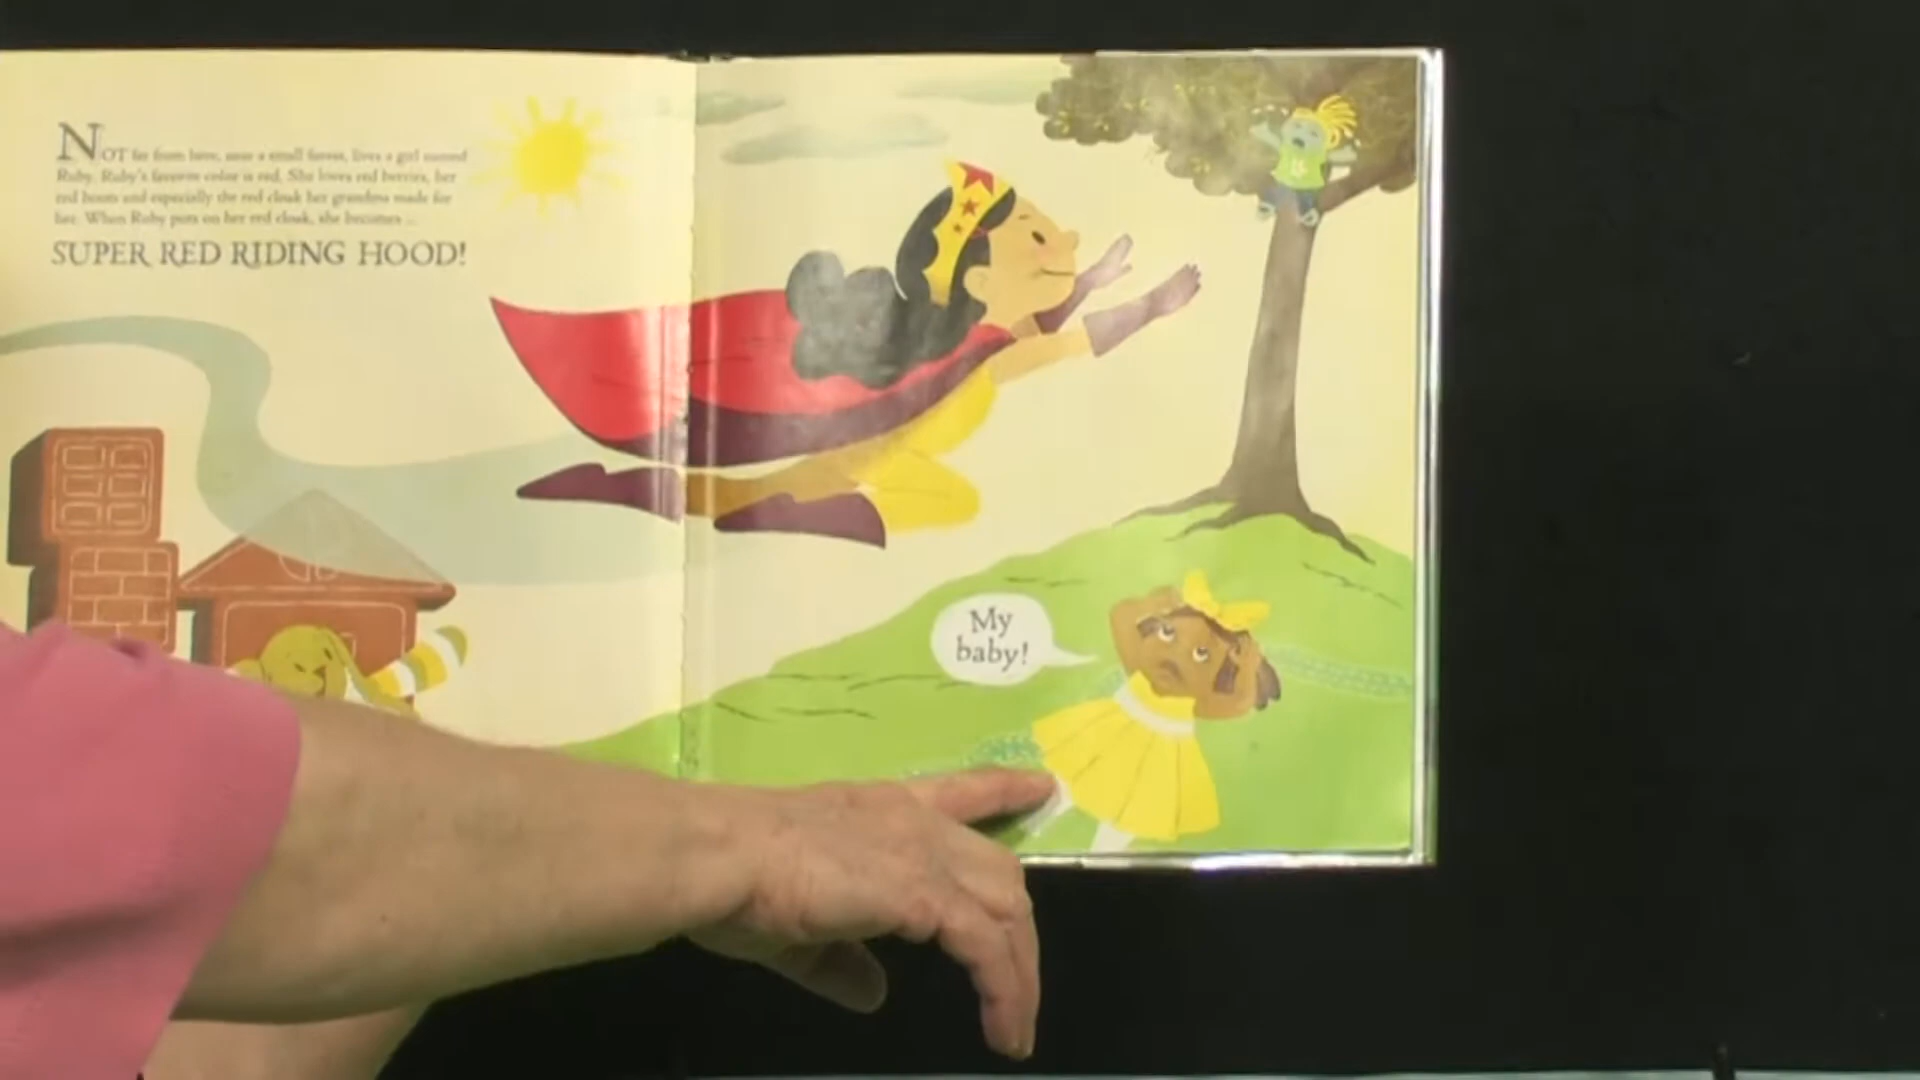 NOT far from here, near a small forest, lives a girl named
Ruby. Ruby's favorite color is red. She loves red berries, her
red boots and especially the red cloak her grandma made for
her. When Ruby puts on her red cloak, she becomes ...
SUPER RED RIDING HOOD!
My
baby!